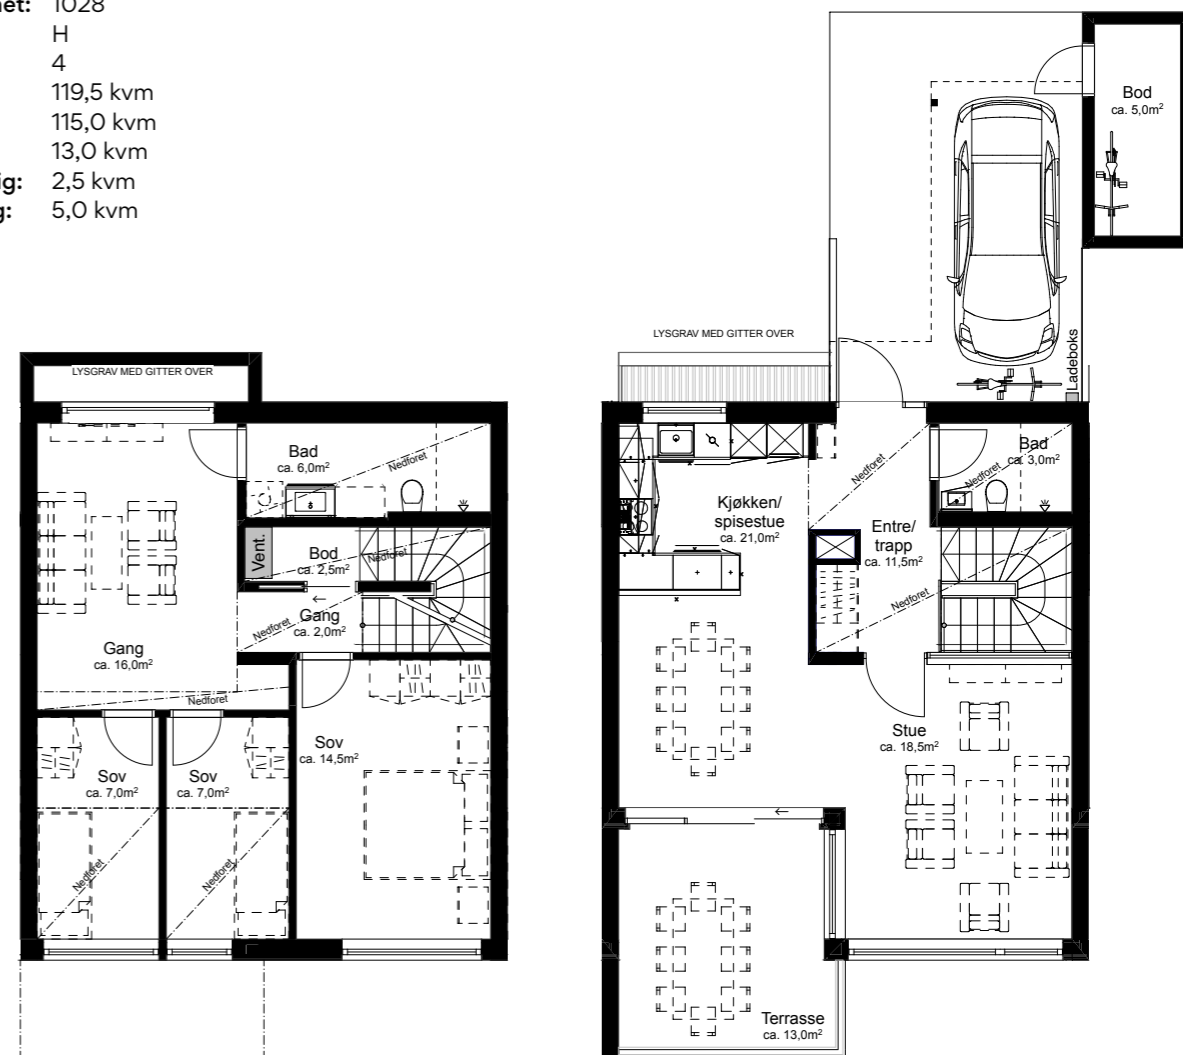 1028
H
4
119,5 kvm
115,0 kvm
13,0 kvm
2,5 kvm
5,0 kvm
LYSGRAV MED GITTER OVER
Bad
ca. 6,0m²
Nedforet
Vent.
Bod
ca. 2,5m²
Nedforet
Gang
ca. 2,0m²
Nedforet
Gang
ca. 16,0m²
Nedforet
Sov
ca. 14,5m²
Sov
ca. 7,0m²
Sov
ca. 7,0m²
Nedforet
Nedforet
Bod
ca. 5,0m²
Ladeboks
LYSGRAV MED GITTER OVER
Bad
ca. 3,0m²
Nedforet
Nedforet
Kjøkken/
spisestue
ca. 21,0m²
Entre/
trapp
ca. 11,5m²
Nedforet
Stue
ca. 18,5m²
Terrasse
ca. 13,0m²